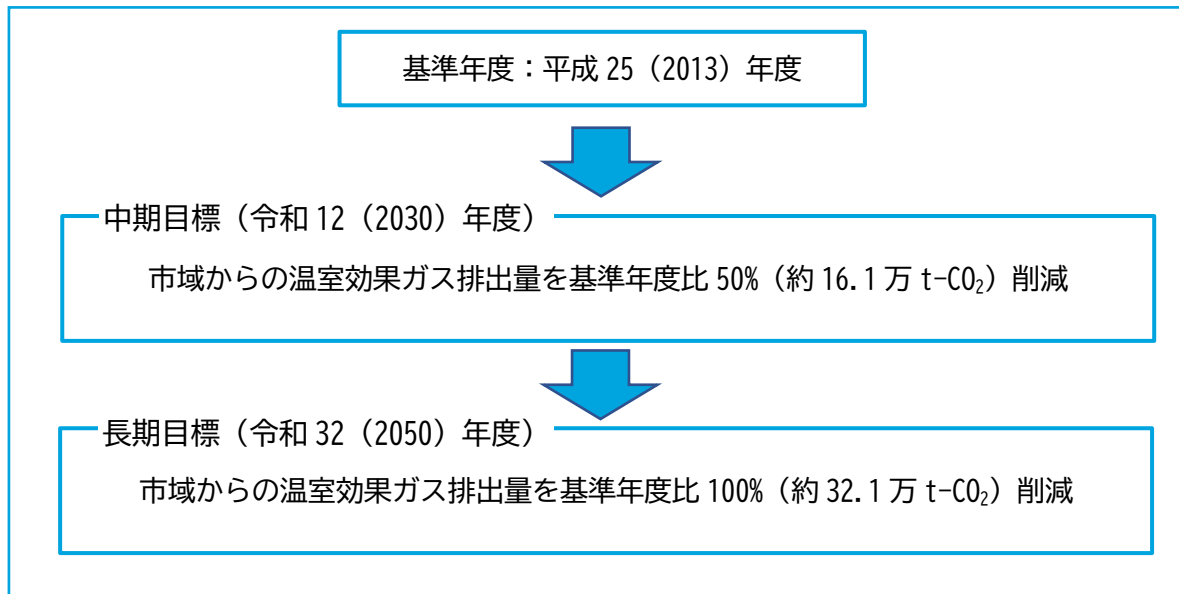 基準年度：平成 25（2013）年度
中期目標（令和 12（2030）年度）
市域からの温室効果ガス排出量を基準年度比 50%（約 16.1 万 t-CO₂）削減
長期目標（令和 32（2050）年度）
市域からの温室効果ガス排出量を基準年度比 100%（約 32.1 万 t-CO₂）削減